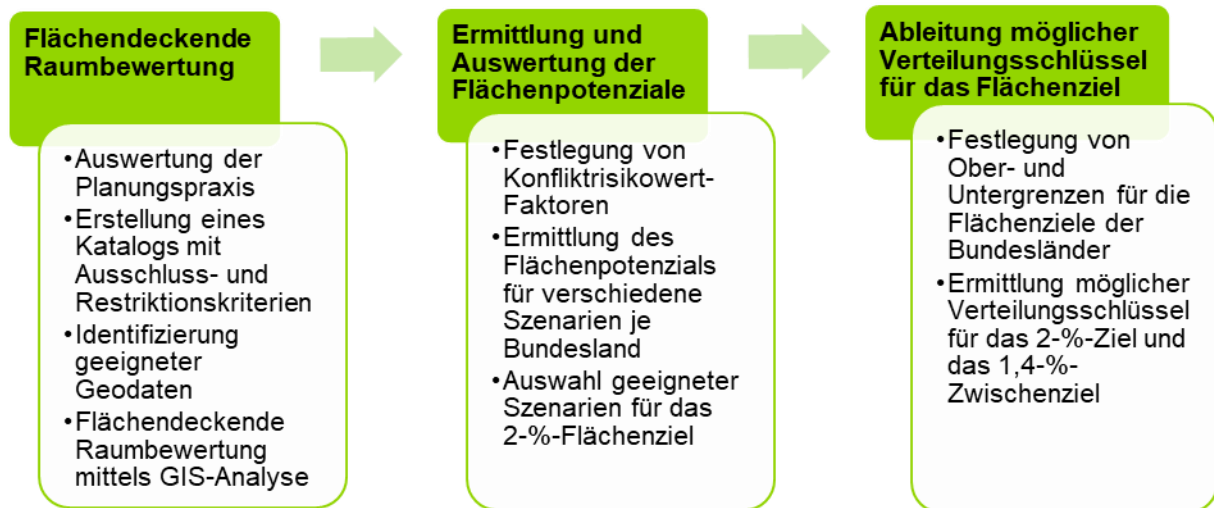 Flächendeckende
Raumbewertung
•Auswertung der
Planungspraxis
•Erstellung eines
Katalogs mit
Ausschluss- und
Restriktionskriterien
•Identifizierung
geeigneter
Geodaten
•Flächendeckende
Raumbewertung
mittels GIS-Analyse
Ermittlung und
Auswertung der
Flächenpotenziale
•Festlegung von
Konfliktrisikowert-
Faktoren
•Ermittlung des
Flächenpotenzials
für verschiedene
Szenarien je
Bundesland
•Auswahl geeigneter
Szenarien für das
2-%-Flächenziel
Ableitung möglicher
Verteilungsschlüssel
für das Flächenziel
•Festlegung von
Ober- und
Untergrenzen für die
Flächenziele der
Bundesländer
•Ermittlung möglicher
Verteilungsschlüssel
für das 2-%-Ziel und
das 1,4-%-
Zwischenziel